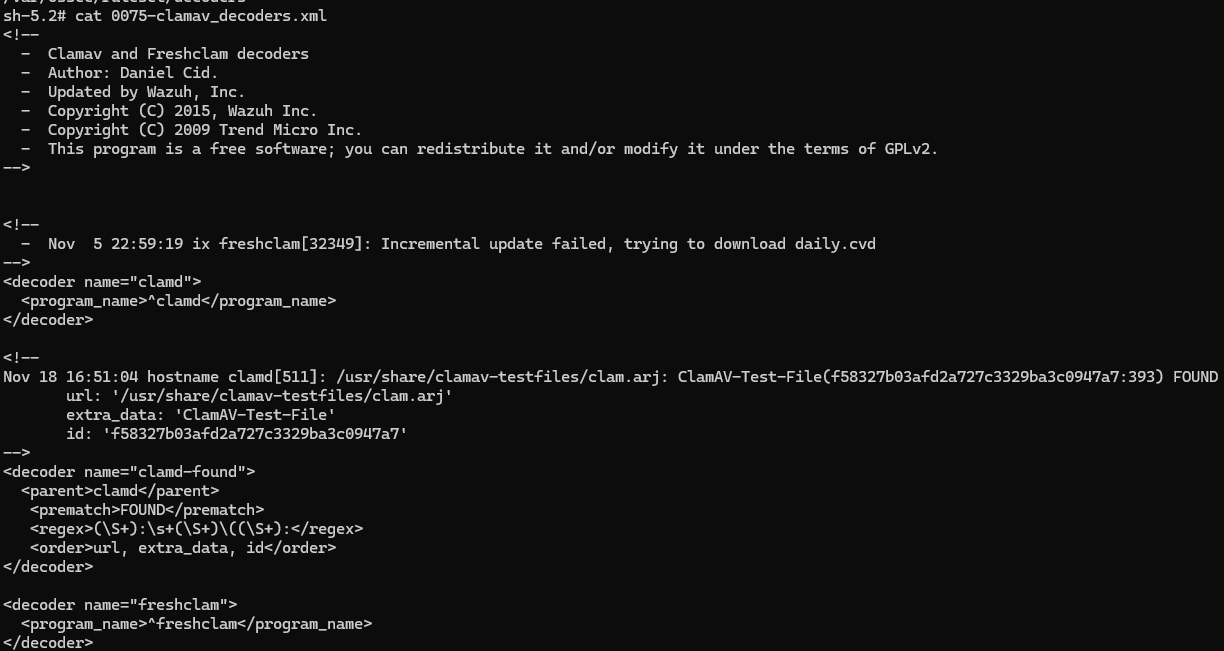 /var/ossec/ruleset/decoders
sh-5.2# cat 0075-clamav_decoders.xml
<!--
  -  Clamav and Freshclam decoders
  -  Author: Daniel Cid.
  -  Updated by Wazuh, Inc.
  -  Copyright (C) 2015, Wazuh Inc.
  -  Copyright (C) 2009 Trend Micro Inc.
  -  This program is a free software; you can redistribute it and/or modify it under the terms of GPLv2.
-->
<!--
  -  Nov  5 22:59:19 ix freshclam[32349]: Incremental update failed, trying to download daily.cvd
-->
<decoder name="clamd">
  <program_name>^clamd</program_name>
</decoder>
<!--
Nov 18 16:51:04 hostname clamd[511]: /usr/share/clamav-testfiles/clam.arj: ClamAV-Test-File(f58327b03afd2a727c3329ba3c0947a7:393) FOUND
       url: '/usr/share/clamav-testfiles/clam.arj'
       extra_data: 'ClamAV-Test-File'
       id: 'f58327b03afd2a727c3329ba3c0947a7'
-->
<decoder name="clamd-found">
  <parent>clamd</parent>
   <prematch>FOUND</prematch>
   <regex>(\S+):\s+(\S+)\((\S+):</regex>
   <order>url, extra_data, id</order>
</decoder>
<decoder name="freshclam">
  <program_name>^freshclam</program_name>
</decoder>